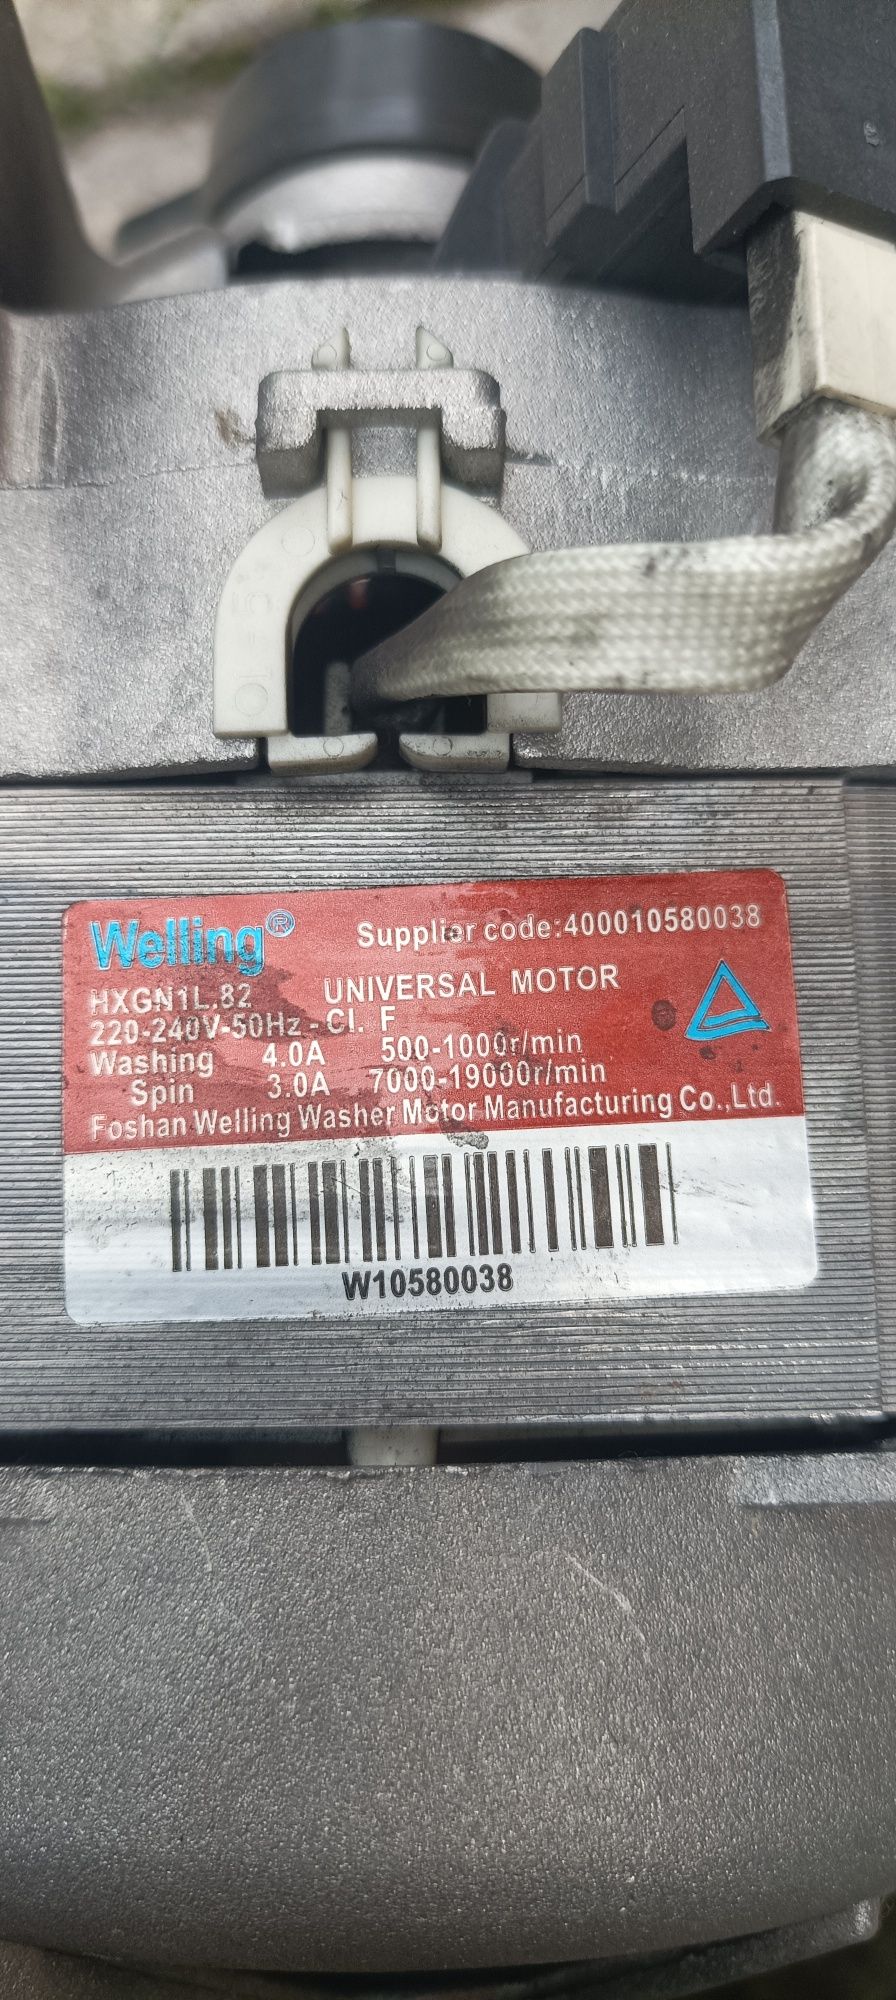 Welling® Supplier code:400010580038
HXGN1L.82 UNIVERSAL MOTOR
220-240V-50Hz - Cl. F
Washing 4.0A 500-1000r/min
Spin 3.0A 7000-19000r/min
Foshan Welling Washer Motor Manufacturing Co.,Ltd.
W10580038